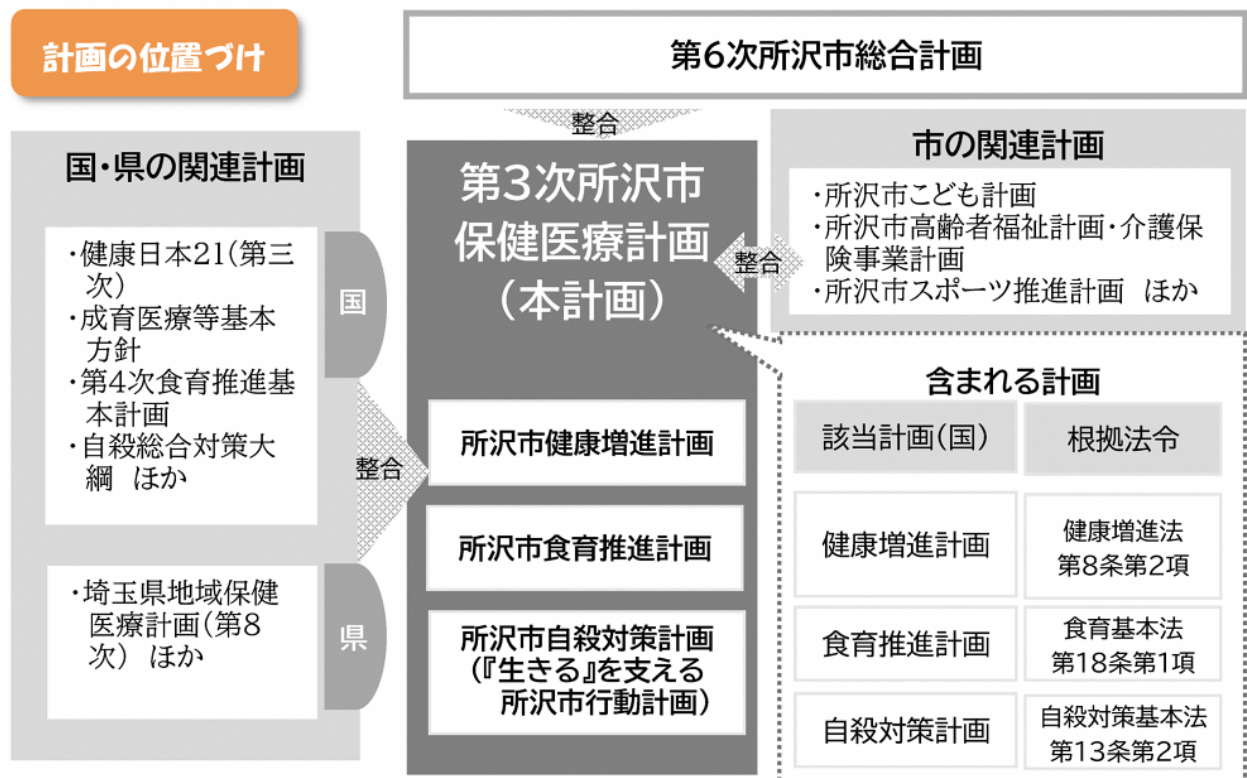 計画の位置づけ
第6次所沢市総合計画
整合
国・県の関連計画
・健康日本21(第三
次)
・成育医療等基本
方針
・第4次食育推進基
本計画
・自殺総合対策大
綱 ほか
国
・埼玉県地域保健
医療計画(第8
次) ほか
県
整合
第3次所沢市
保健医療計画
(本計画)
所沢市健康増進計画
所沢市食育推進計画
所沢市自殺対策計画
(『生きる』を支える
所沢市行動計画)
整合
市の関連計画
・所沢市こども計画
・所沢市高齢者福祉計画・介護保
険事業計画
・所沢市スポーツ推進計画 ほか
含まれる計画
該当計画(国) 根拠法令
健康増進計画
健康増進法
第8条第2項
食育推進計画
食育基本法
第18条第1項
自殺対策計画
自殺対策基本法
第13条第2項